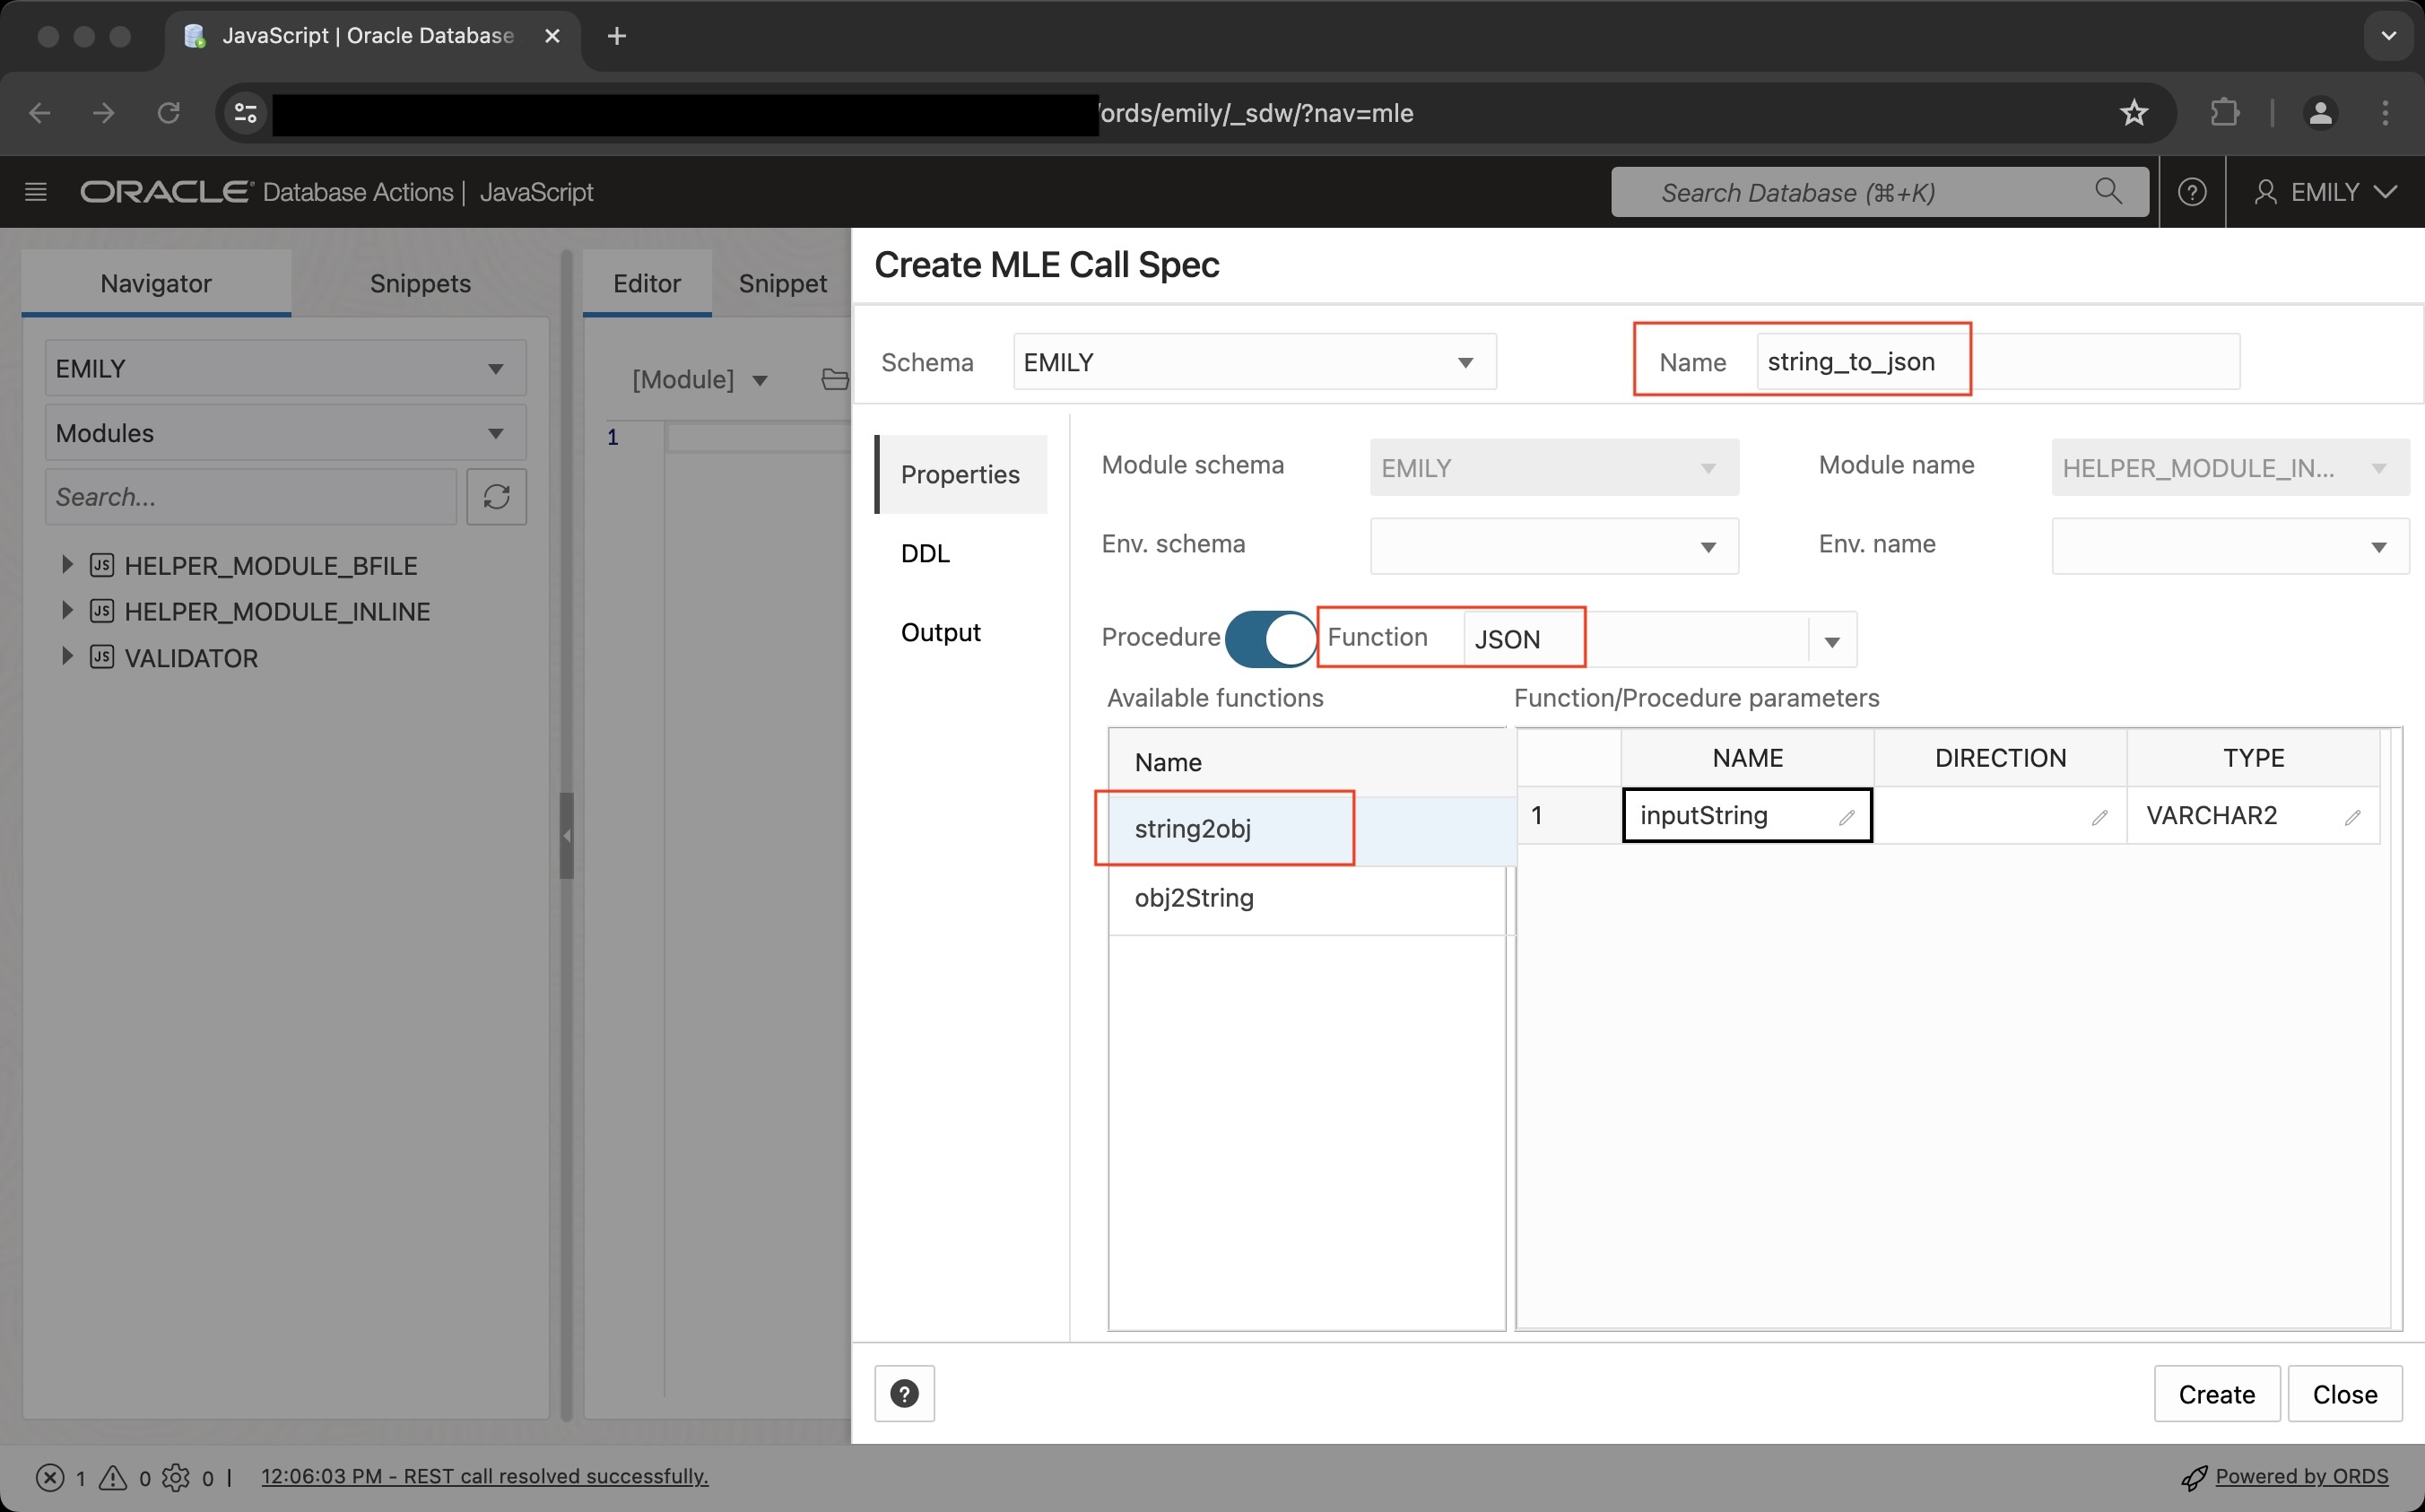 JavaScript | Oracle Database
/ords/emily/_sdw/?nav=mle
ORACLE Database Actions | JavaScript
Search Database (⌘+K)
EMILY
Navigator
Snippets
EMILY
Modules
Search...
JS HELPER_MODULE_BFILE
JS HELPER_MODULE_INLINE
JS VALIDATOR
Editor
Snippet
[Module]
1
Create MLE Call Spec
Schema EMILY
Name string_to_json
Properties
DDL
Output
Module schema EMILY
Module name HELPER_MODULE_IN...
Env. schema
Env. name
Procedure Function JSON
Available functions
Name
string2obj
obj2String
Function/Procedure parameters
NAME DIRECTION TYPE
1 inputString VARCHAR2
?
Create
Close
1 0 0 | 12:06:03 PM - REST call resolved successfully.
Powered by ORDS